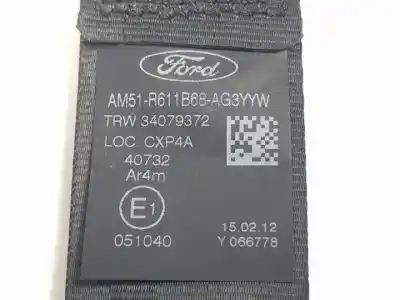 Ford
AM51-R611B68-AG3YYW
TRW 34079372
LOC CXP4A
40732
Ar4m
E1
15.02.12
051040
Y 066778